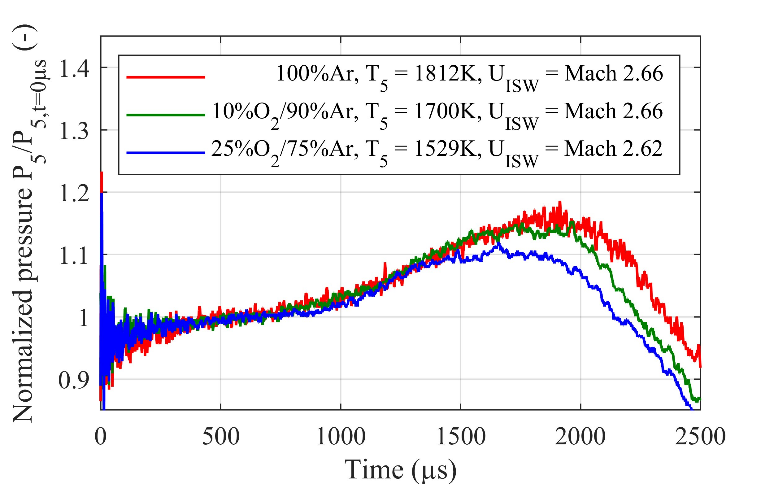 Normalized pressure P5/P5,t=0μs (-)
1.4
1.3
1.2
1.1
1
0.9
100%Ar, T5 = 1812K, UISW = Mach 2.66
10%O2/90%Ar, T5 = 1700K, UISW = Mach 2.66
25%O2/75%Ar, T5 = 1529K, UISW = Mach 2.62
0 500 1000 1500 2000 2500
Time (μs)